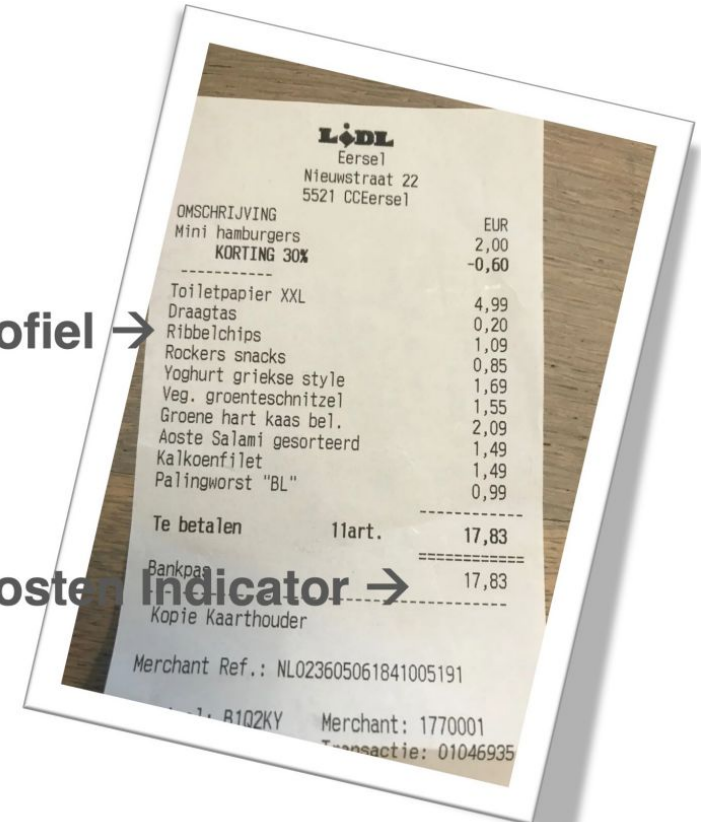 LIDL
Eersel
Nieuwstraat 22
5521 CCEersel
OMSCHRIJVING EUR
Mini hamburgers 2,00
KORTING 30% -0,60
-----------
Toiletpapier XXL 4,99
Draagtas 0,20
ofiel → Ribbelchips 1,09
Rockers snacks 0,85
Yoghurt griekse style 1,69
Veg. groenteschnitzel 1,55
Groene hart kaas bel. 2,09
Aoste Salami gesorteerd 1,49
Kalkoenfilet 1,49
Palingworst "BL" 0,99
------------
Te betalen 11art. 17,83
============
Bankpas 17,83
osten Indicator →
Kopie Kaarthouder
Merchant Ref.: NL023605061841005191
B1Q2KY Merchant: 1770001
Transactie: 01046935